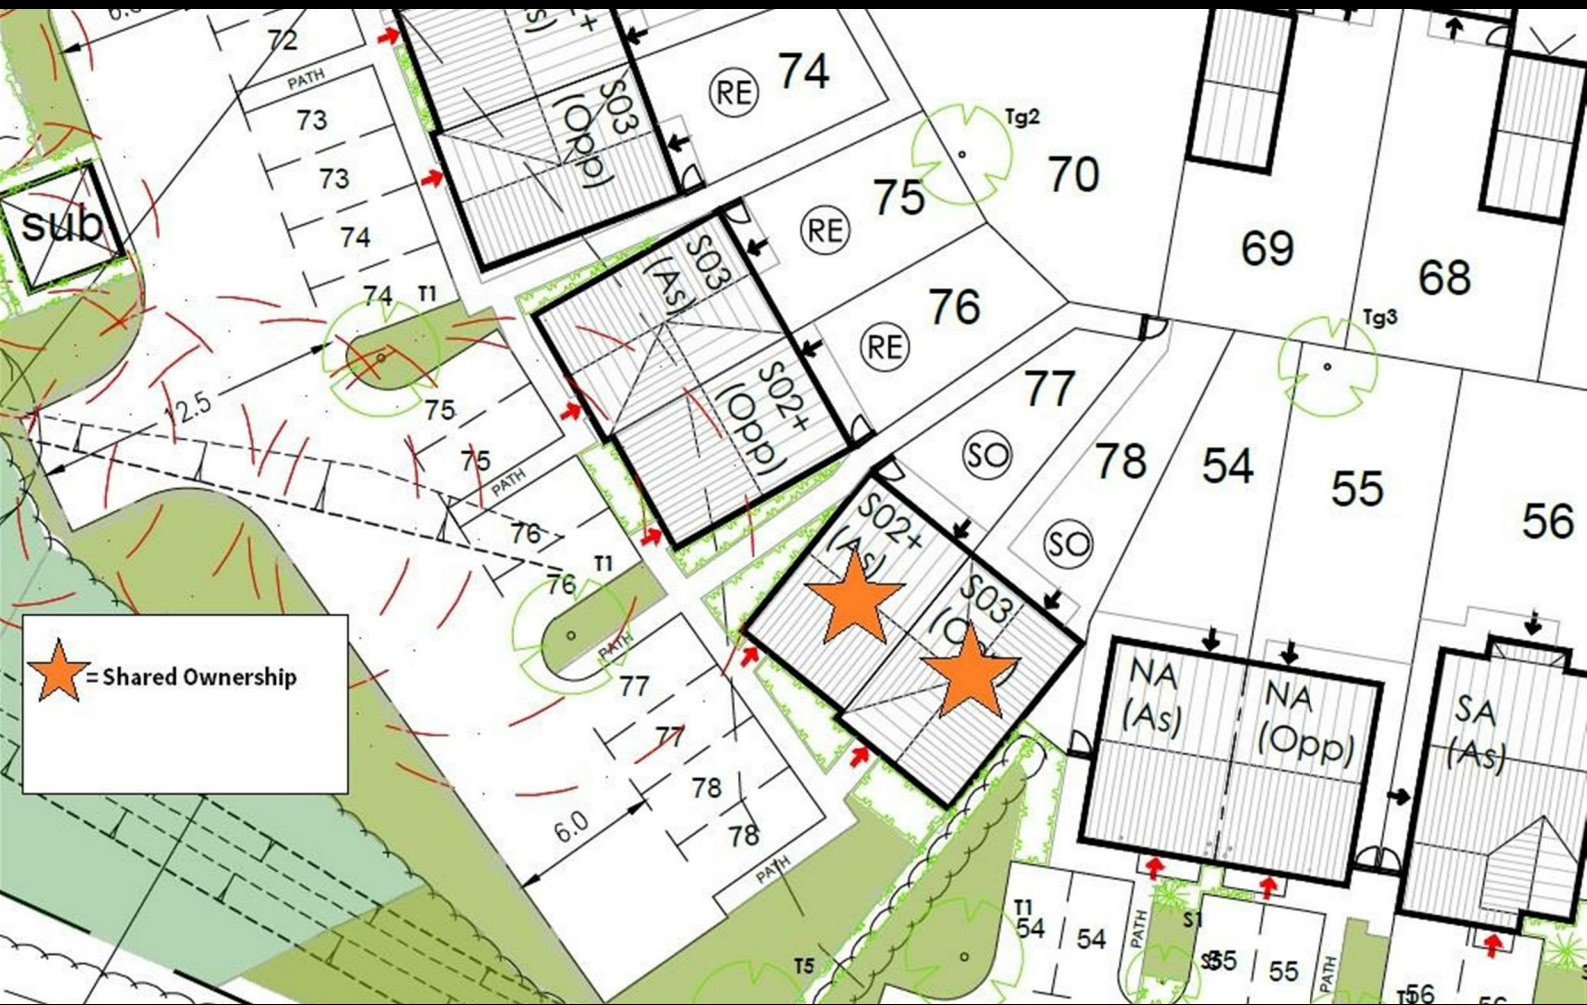 72
PATH
73
73
74
74
T1
sub
12.5
75
75
PATH
76
76
T1
PATH
77
77
78
78
PATH
6.0
S03
(Opp)
RE
74
Tg2
70
75
RE
76
RE
S03
(As)
S02+
(Opp)
69
68
Tg3
77
SO
78
SO
54
55
56
S02+
(As)
S03
= Shared Ownership
NA
(As)
NA
(Opp)
SA
(As)
T1
54
54
PATH
S1
55
55
PATH
T5
56